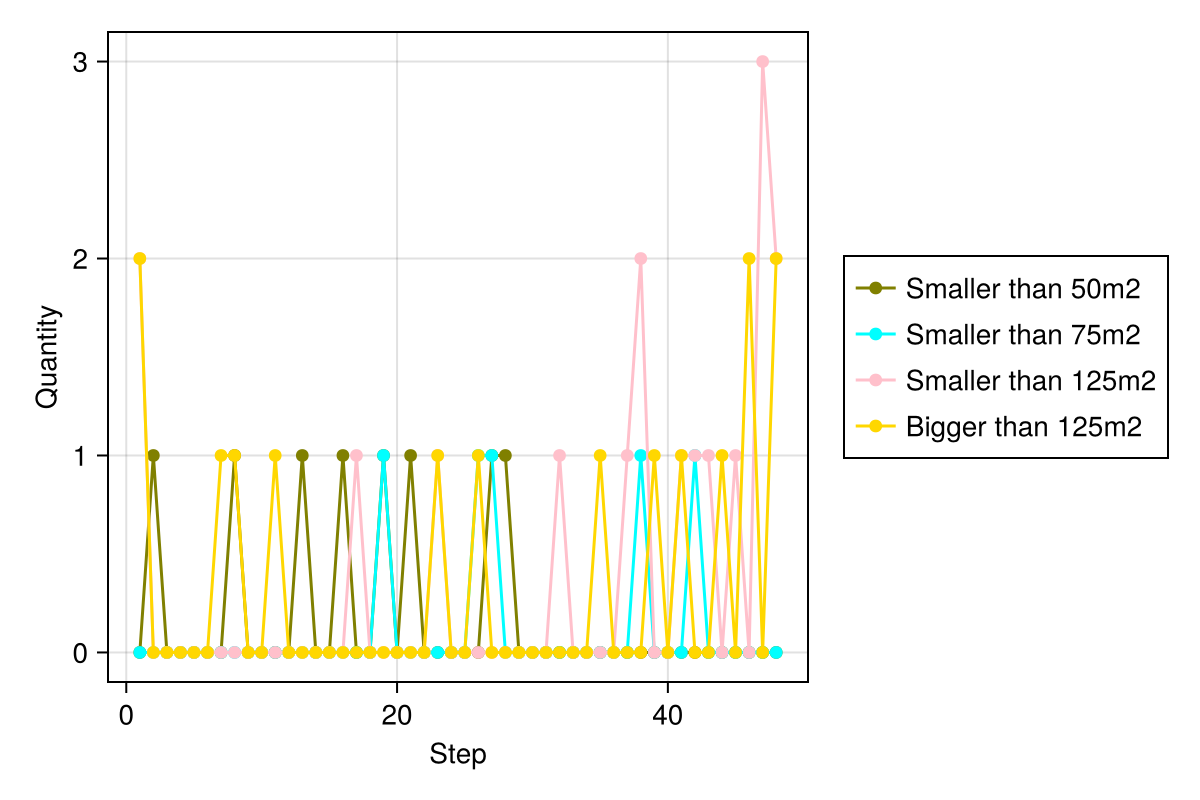 3
2
1
0
Quantity
0
20
40
Step
Smaller than 50m2
Smaller than 75m2
Smaller than 125m2
Bigger than 125m2